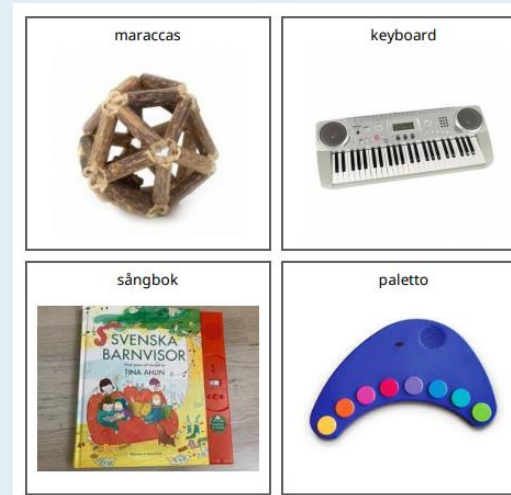 maraccas
keyboard
sångbok
SVENSKA
BARNVISOR
TINA AHLIN
paletto